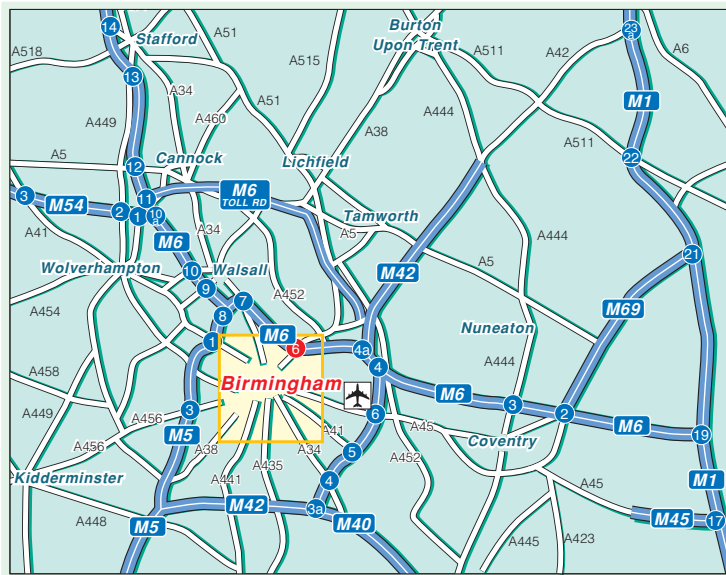 14
Stafford
A51
Burton
Upon Trent
23
a
A518
A515
A511
A42
A6
13
A34
A51
A444
M1
A449
A460
A38
A511
A5
12
Cannock
Lichfield
22
3
M54
2
1
11
10
a
M6
TOLL RD
Tamworth
A41
M6
A34
A5
A444
Wolverhampton
10
Walsall
M42
A5
21
9
A452
A454
8
7
M69
M6
Nuneaton
1
6
4a
A458
4
A444
Birmingham
M6
3
2
M6
A449
3
A456
6
A45
19
M5
A41
Coventry
A456
A38
A34
5
A452
Kidderminster
A435
A441
4
A45
M1
A448
M5
M42
3a
M40
M45
17
A445
A423